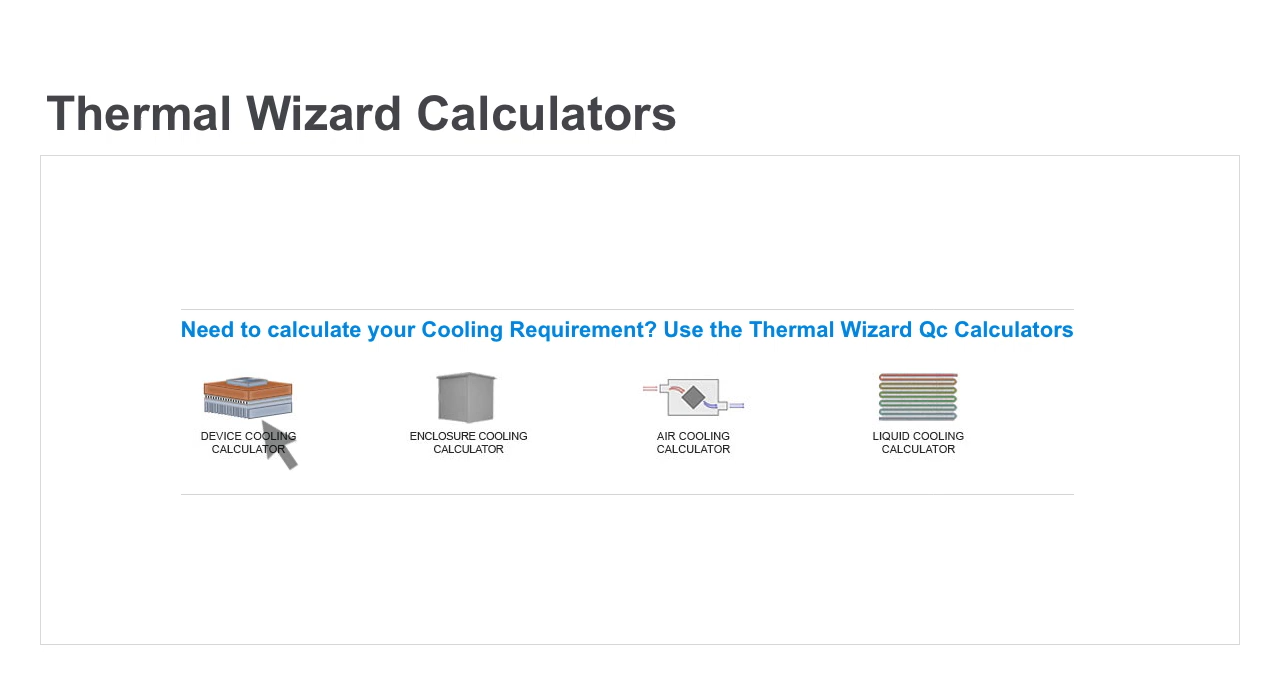 Thermal Wizard Calculators
Need to calculate your Cooling Requirement? Use the Thermal Wizard Qc Calculators
DEVICE COOLING
CALCULATOR
ENCLOSURE COOLING
CALCULATOR
AIR COOLING
CALCULATOR
LIQUID COOLING
CALCULATOR